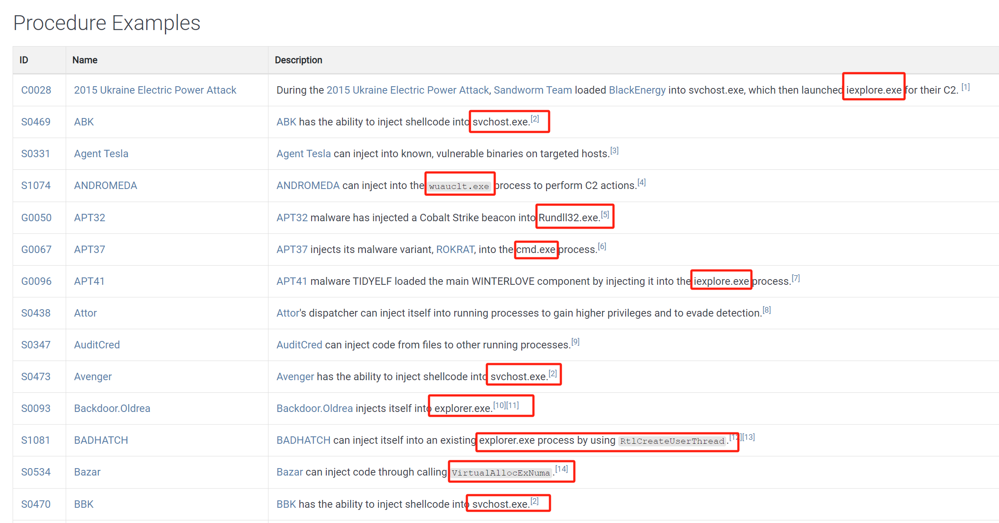 Procedure Examples
ID Name Description
C0028 2015 Ukraine Electric Power Attack During the 2015 Ukraine Electric Power Attack, Sandworm Team loaded BlackEnergy into svchost.exe, which then launched iexplore.exe for their C2. [1]
S0469 ABK ABK has the ability to inject shellcode into svchost.exe.[2]
S0331 Agent Tesla Agent Tesla can inject into known, vulnerable binaries on targeted hosts.[3]
S1074 ANDROMEDA ANDROMEDA can inject into the wuauclt.exe process to perform C2 actions.[4]
G0050 APT32 APT32 malware has injected a Cobalt Strike beacon into Rundll32.exe.[5]
G0067 APT37 APT37 injects its malware variant, ROKRAT, into the cmd.exe process.[6]
G0096 APT41 APT41 malware TIDYELF loaded the main WINTERLOVE component by injecting it into the iexplore.exe process.[7]
S0438 Attor Attor's dispatcher can inject itself into running processes to gain higher privileges and to evade detection.[8]
S0347 AuditCred AuditCred can inject code from files to other running processes.[9]
S0473 Avenger Avenger has the ability to inject shellcode into svchost.exe.[2]
S0093 Backdoor.Oldrea Backdoor.Oldrea injects itself into explorer.exe.[10][11]
S1081 BADHATCH BADHATCH can inject itself into an existing explorer.exe process by using RtlCreateUserThread.[12][13]
S0534 Bazar Bazar can inject code through calling VirtualAllocExNuma.[14]
S0470 BBK BBK has the ability to inject shellcode into svchost.exe.[2]